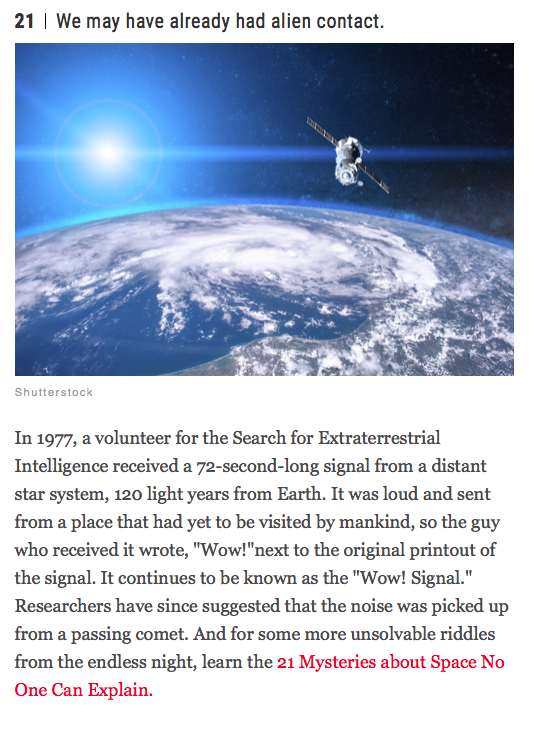 21 | We may have already had alien contact.
Shutterstock
In 1977, a volunteer for the Search for Extraterrestrial
Intelligence received a 72-second-long signal from a distant
star system, 120 light years from Earth. It was loud and sent
from a place that had yet to be visited by mankind, so the guy
who received it wrote, "Wow!"next to the original printout of
the signal. It continues to be known as the "Wow! Signal."
Researchers have since suggested that the noise was picked up
from a passing comet. And for some more unsolvable riddles
from the endless night, learn the 21 Mysteries about Space No
One Can Explain.